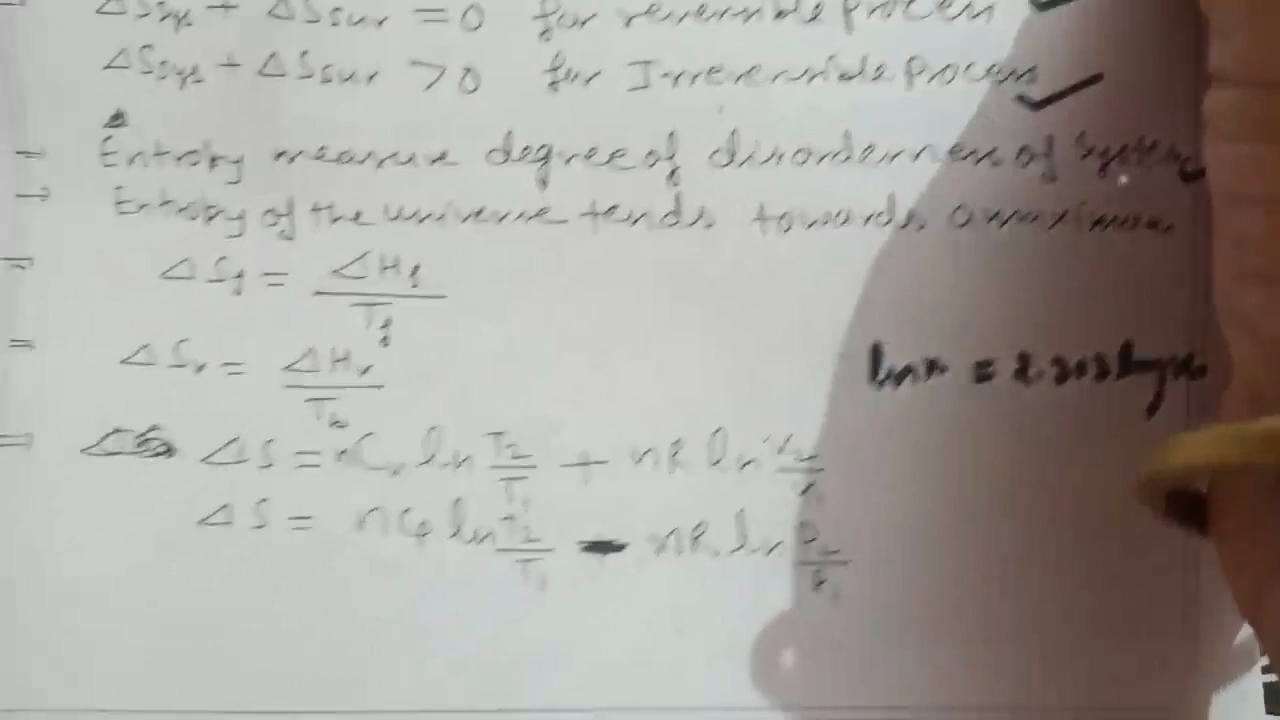 ΔSsys + ΔSsur = 0 for reversible process
ΔSsys + ΔSsur > 0 for Irreversible process
= Entropy measure degree of disorderness of system
→ Entropy of the universe tends towards a maximum
= ΔSf = ΔHf / Tf
= ΔSv = ΔHv / Tb
ln x = 2.303 log x
= ΔS = nCv ln T2/T1 + nR ln V2/V1
ΔS = nCp ln T2/T1 - nR ln P2/P1